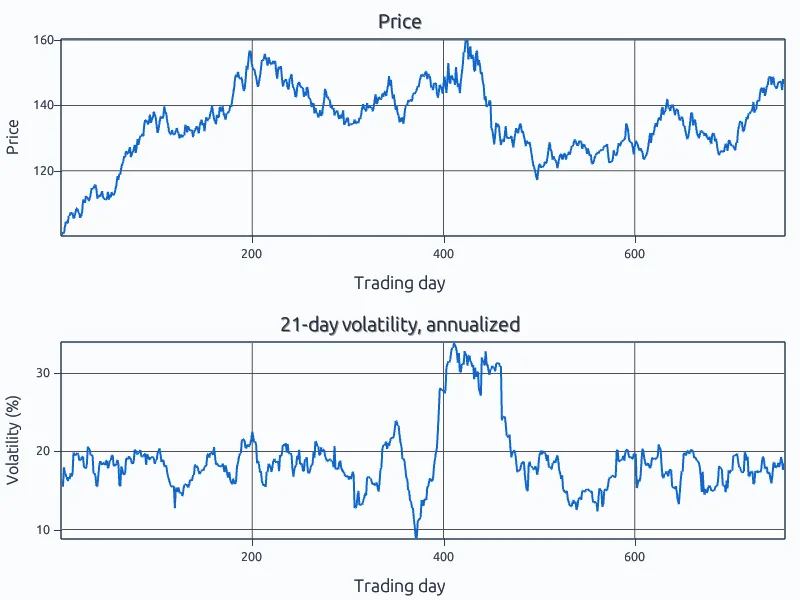 Price
160
140
120
Price
200 400 600
Trading day
21-day volatility, annualized
30
20
10
Volatility (%)
200 400 600
Trading day